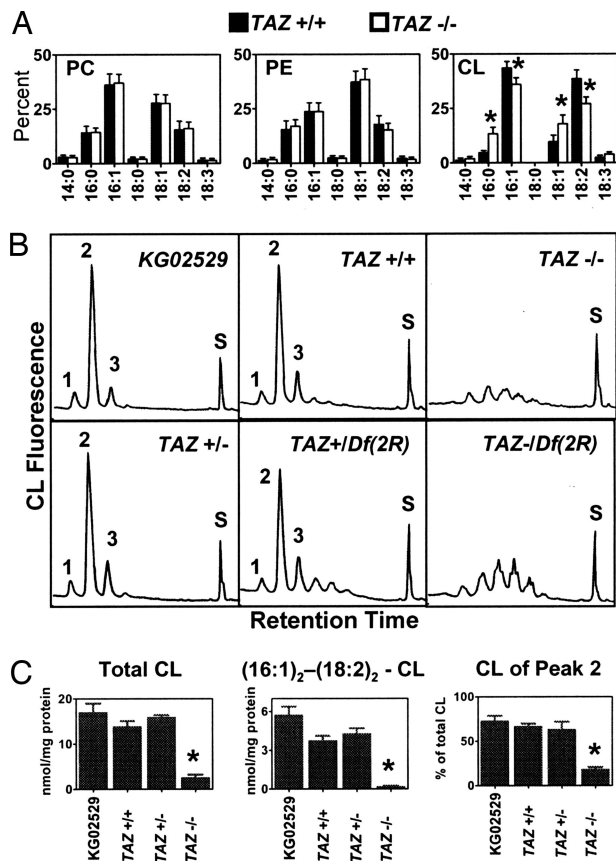 A
TAZ +/+ TAZ -/-
Percent
50
25
0
PC
14:0 16:0 16:1 18:0 18:1 18:2 18:3
50
25
0
PE
14:0 16:0 16:1 18:0 18:1 18:2 18:3
50
25
0
CL
* * * *
14:0 16:0 16:1 18:0 18:1 18:2 18:3
B
CL Fluorescence
KG02529
1 2 3 S
TAZ +/+
1 2 3 S
TAZ -/-
S
TAZ +/-
1 2 3 S
TAZ+/Df(2R)
1 2 3 S
TAZ-/Df(2R)
S
Retention Time
C
Total CL
nmol/mg protein
20
10
0
*
KG02529 TAZ +/+ TAZ +/- TAZ -/-
(16:1)2–(18:2)2 - CL
nmol/mg protein
6
3
0
*
KG02529 TAZ +/+ TAZ +/- TAZ -/-
CL of Peak 2
% of total CL
100
50
0
*
KG02529 TAZ +/+ TAZ +/- TAZ -/-